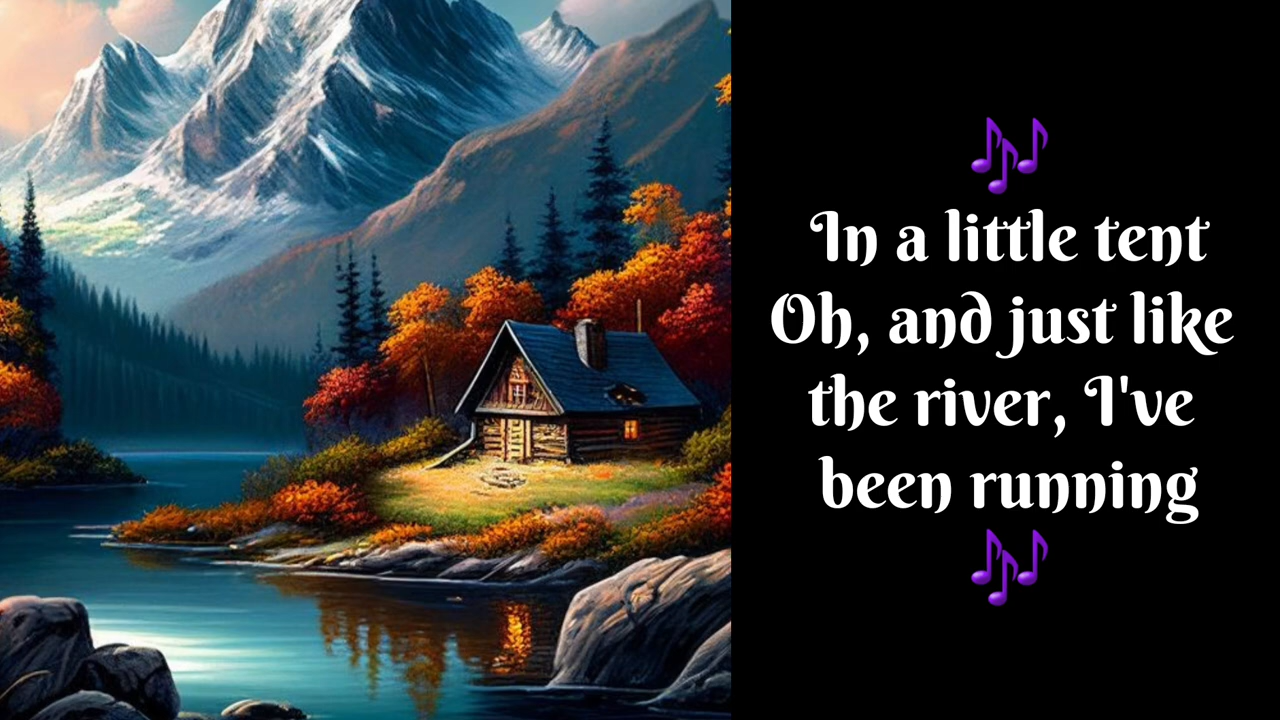 🎶
In a little tent
Oh, and just like
the river, I've
been running
🎶